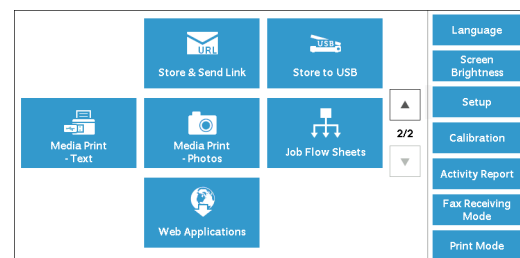 URL
Store & Send Link
USB
Store to USB
Media Print
- Text
Media Print
- Photos
Job Flow Sheets
Web Applications
2/2
Language
Screen
Brightness
Setup
Calibration
Activity Report
Fax Receiving
Mode
Print Mode